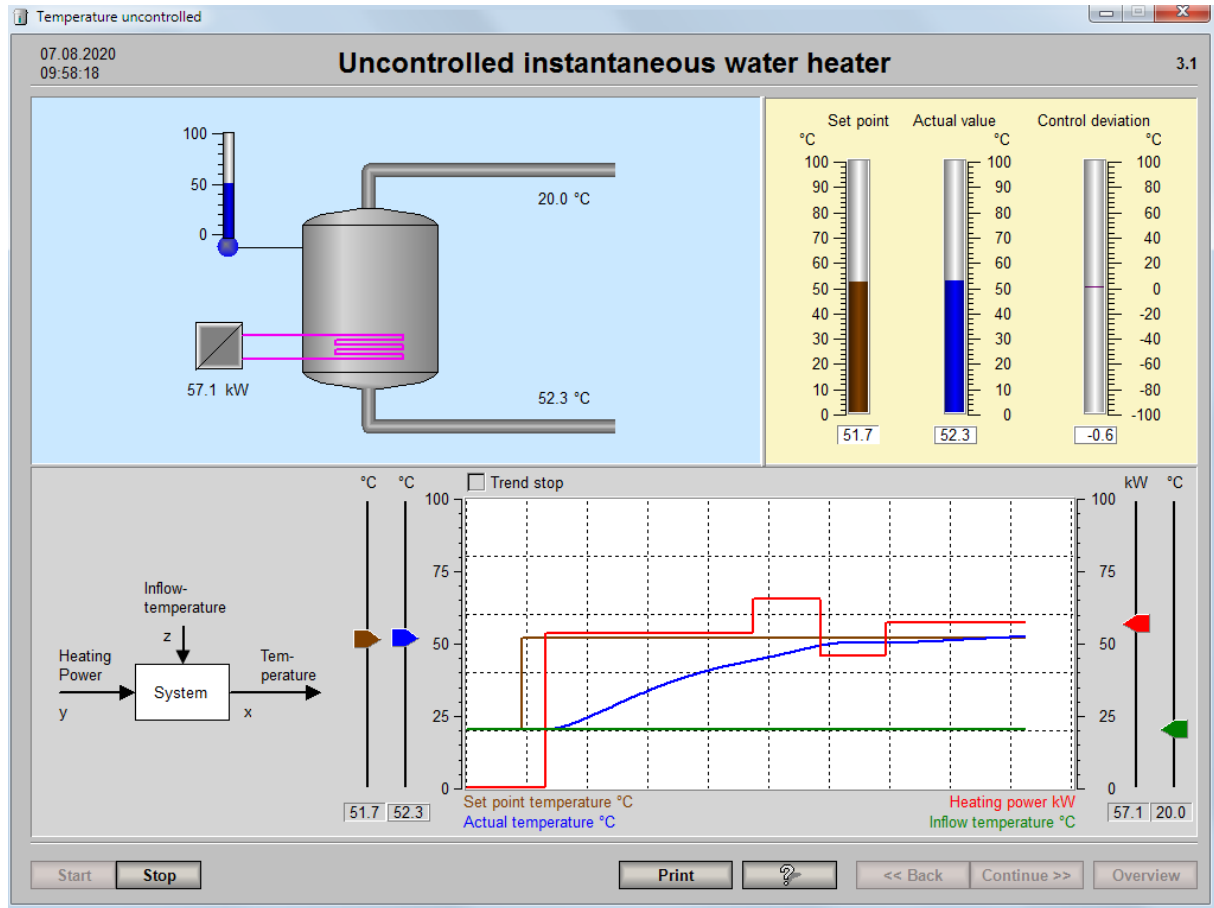 Temperature uncontrolled
07.08.2020
09:58:18
Uncontrolled instantaneous water heater
3.1
100
50
0
20.0 °C
57.1 kW
52.3 °C
Set point
Actual value
Control deviation
°C
°C
°C
100
90
80
70
60
50
40
30
20
10
0
100
90
80
70
60
50
40
30
20
10
0
100
80
60
40
20
0
-20
-40
-60
-80
-100
51.7
52.3
-0.6
Inflow-
temperature
z
Heating
Power
y
System
Tem-
perature
x
°C
°C
51.7
52.3
Trend stop
100
75
50
25
0
100
75
50
25
0
Set point temperature °C
Actual temperature °C
Heating power kW
Inflow temperature °C
kW
°C
57.1
20.0
Start
Stop
Print
?
<< Back
Continue >>
Overview